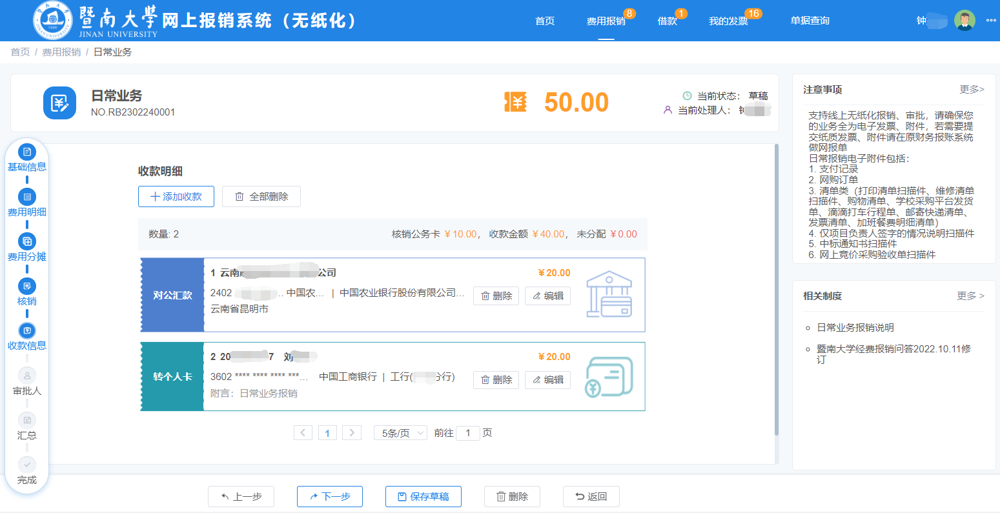 暨南大学
JINAN UNIVERSITY
网上报销系统（无纸化）
首页 费用报销 8 借款 1 我的发票 16 单据查询 钟
首页 / 费用报销 / 日常业务
日常业务
NO.RB2302240001
50.00
当前状态： 草稿
当前处理人： 钟
基础信息
费用明细
费用分摊
核销
收款信息
审批人
汇总
完成
收款明细
添加收款 全部删除
数量: 2 核销公务卡 ¥10.00， 收款金额 ¥40.00， 未分配 ¥0.00
对公汇款
1 云南 公司 ¥20.00
2402 .. 中国农... | 中国农业银行股份有限公司...
云南省昆明市
删除 编辑
转个人卡
2 20 7 刘 ¥20.00
3602 **** **** **** ***... 中国工商银行 | 工行( 分行)
附言：日常业务报销
删除 编辑
< 1 > 5条/页 前往 1 页
上一步 下一步 保存草稿 删除 返回
注意事项 更多>
支持线上无纸化报销、审批，请确保您
的业务全为电子发票、附件，若需要提
交纸质发票、附件请在原财务报账系统
做网报单
日常报销电子附件包括：
1. 支付记录
2. 网购订单
3. 清单类（打印清单扫描件、维修清单
扫描件、购物清单、学校采购平台发货
单、滴滴打车行程单、邮寄快递清单、
发票清单、加班餐费明细清单）
4. 仅项目负责人签字的情况说明扫描件
5. 中标通知书扫描件
6. 网上竞价采购验收单扫描件
相关制度 更多 >
日常业务报销说明
暨南大学经费报销问答2022.10.11修
订